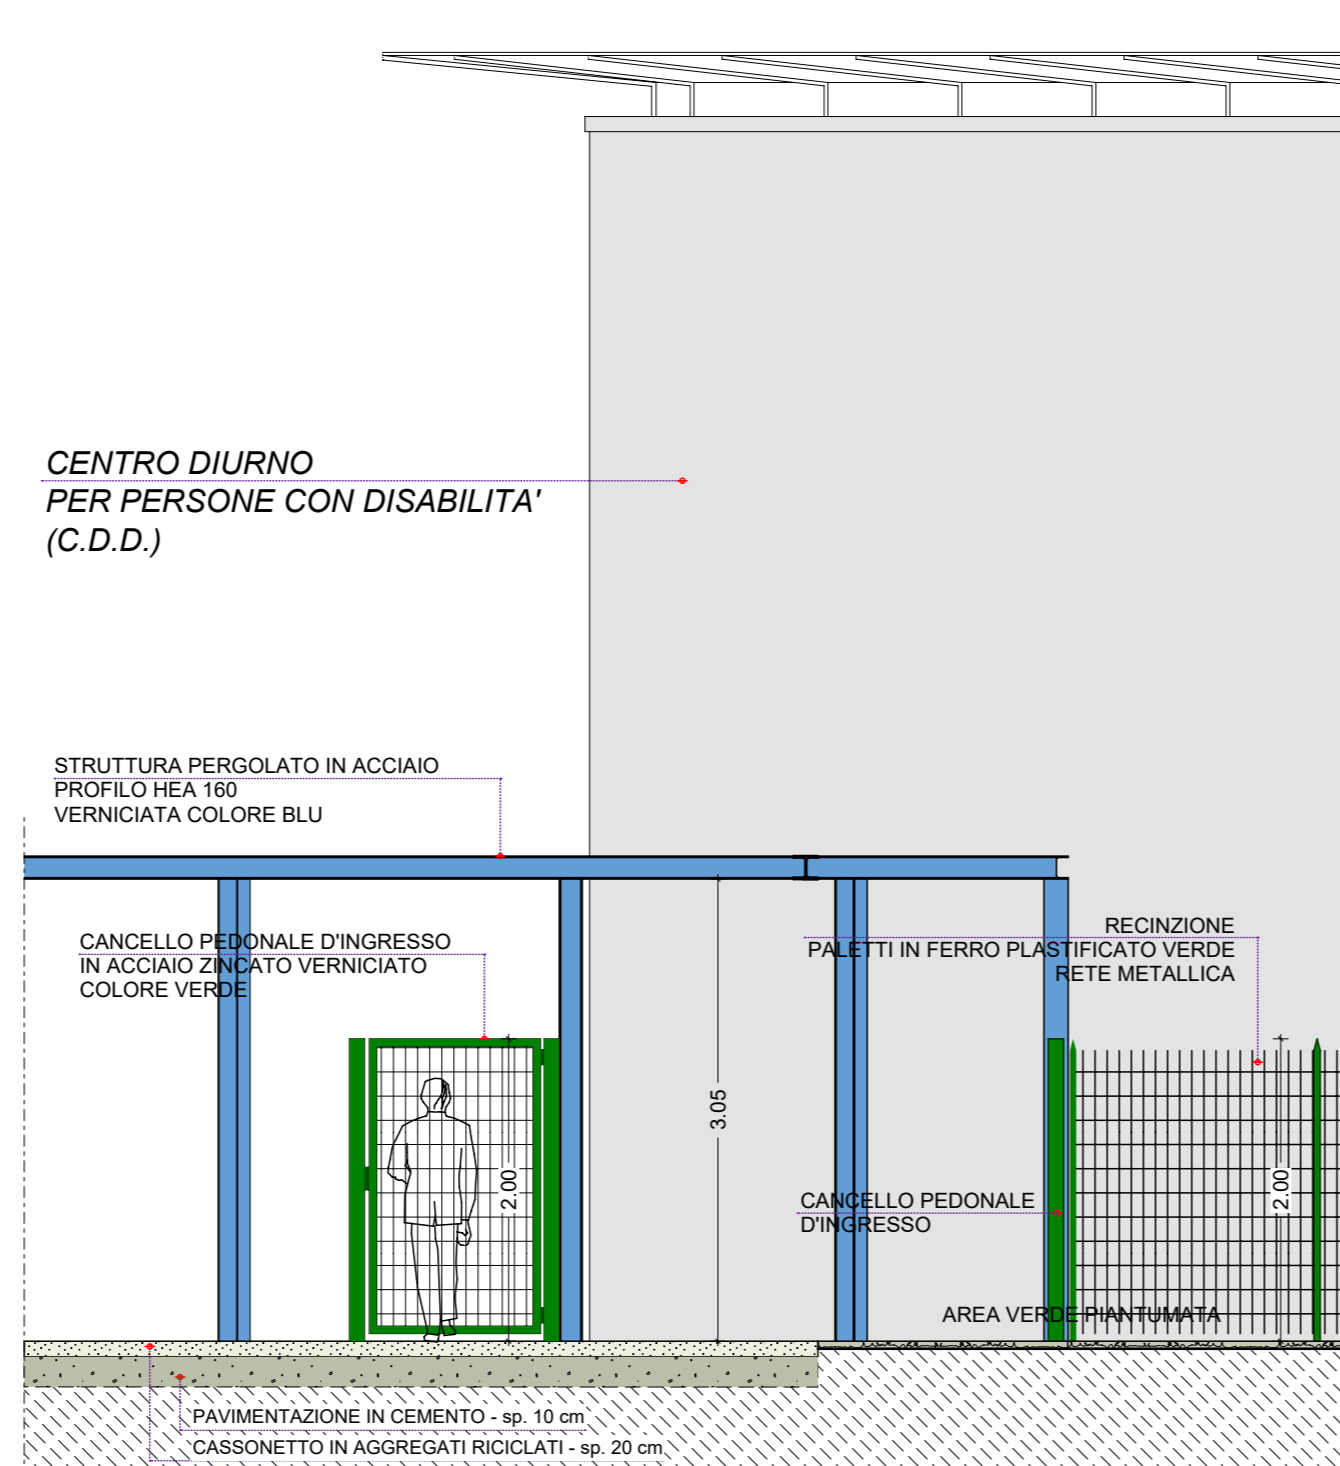 CENTRO DIURNO
PER PERSONE CON DISABILITA'
(C.D.D.)
STRUTTURA PERGOLATO IN ACCIAIO
PROFILO HEA 160
VERNICIATA COLORE BLU
CANCELLO PEDONALE D'INGRESSO
IN ACCIAIO ZINCATO VERNICIATO
COLORE VERDE
RECINZIONE
PALETTI IN FERRO PLASTIFICATO VERDE
RETE METALLICA
3.05
2.00
2.00
CANCELLO PEDONALE
D'INGRESSO
AREA VERDE PIANTUMATA
PAVIMENTAZIONE IN CEMENTO - sp. 10 cm
CASSONETTO IN AGGREGATI RICICLATI - sp. 20 cm